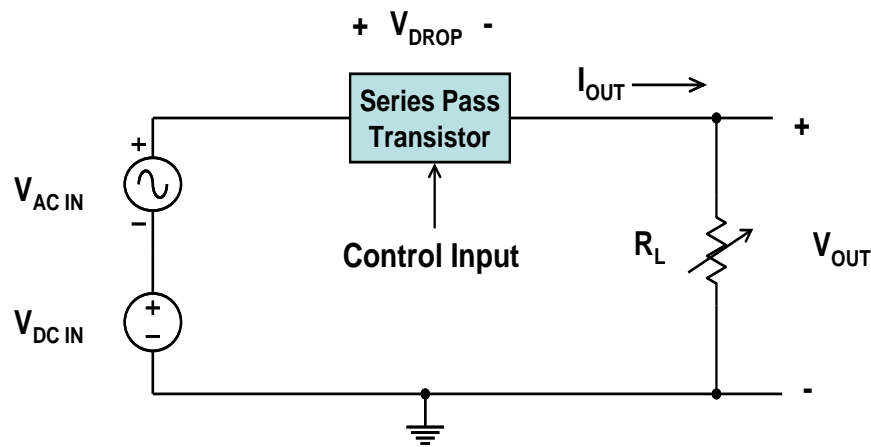 + V_DROP -
Series Pass
Transistor
I_OUT
+
+
V_AC IN
−
Control Input
R_L
V_OUT
V_DC IN
+
−
-